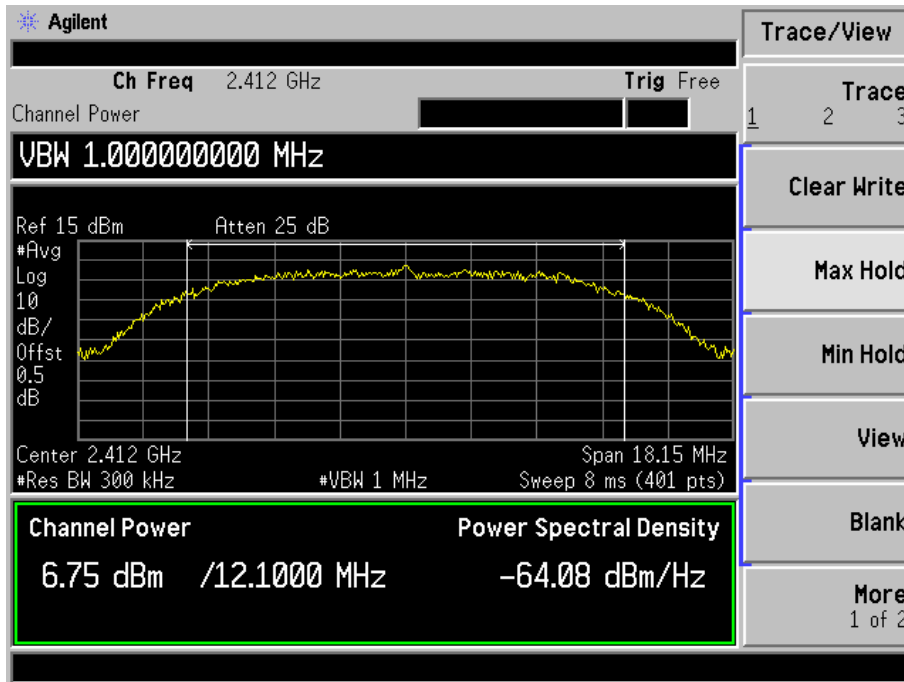 Agilent
Trace/View
Ch Freq 2.412 GHz Trig Free
Channel Power
Trace
1 2 3
VBW 1.000000000 MHz
Clear Write
Ref 15 dBm Atten 25 dB
#Avg
Log
10
dB/
Offst
0.5
dB
Max Hold
Min Hold
Center 2.412 GHz Span 18.15 MHz
#Res BW 300 kHz #VBW 1 MHz Sweep 8 ms (401 pts)
View
Channel Power Power Spectral Density
6.75 dBm /12.1000 MHz -64.08 dBm/Hz
Blank
More
1 of 2